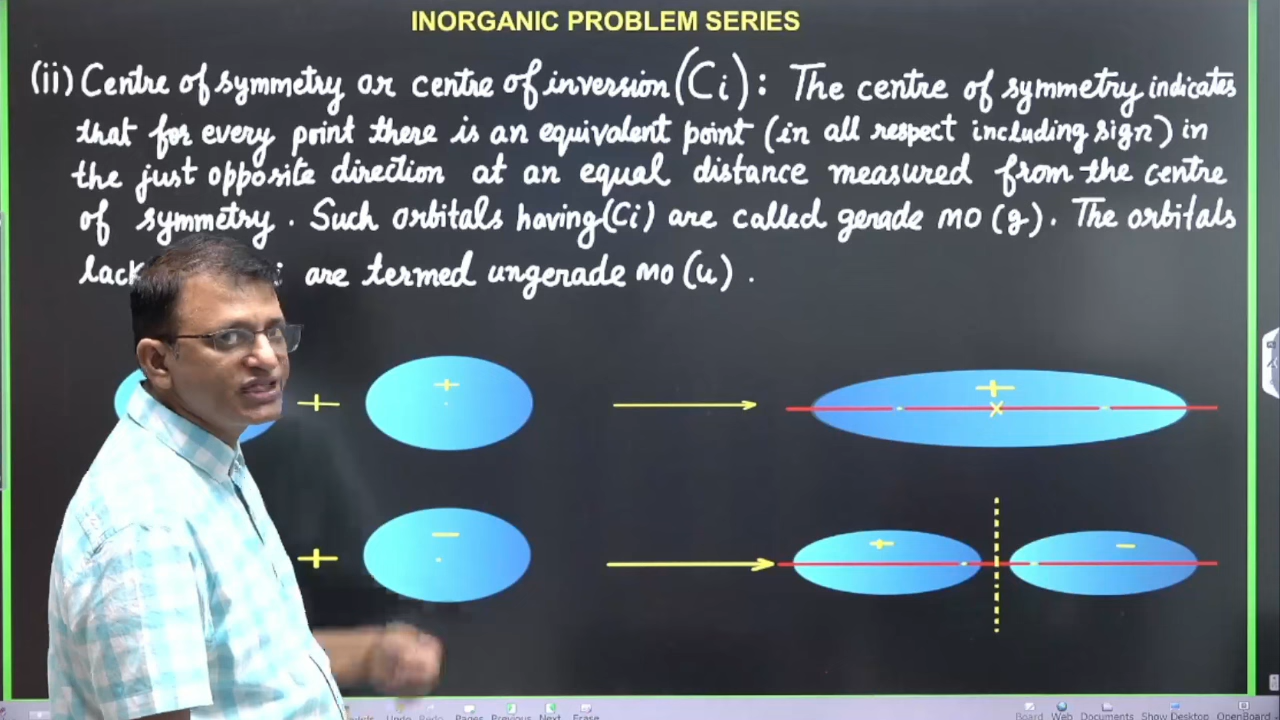 INORGANIC PROBLEM SERIES
(ii) Centre of symmetry or centre of inversion (Ci) : The centre of symmetry indicates
that for every point there is an equivalent point (in all respect including sign) in
the just opposite direction at an equal distance measured from the centre
of symmetry. Such orbitals having (Ci) are called gerade MO (g). The orbitals
lack are termed ungerade MO (u).
+ + +
×
+ − + −
Undo Redo Pages Previous Next Erase Board Web Documents Show Desktop OpenBoard